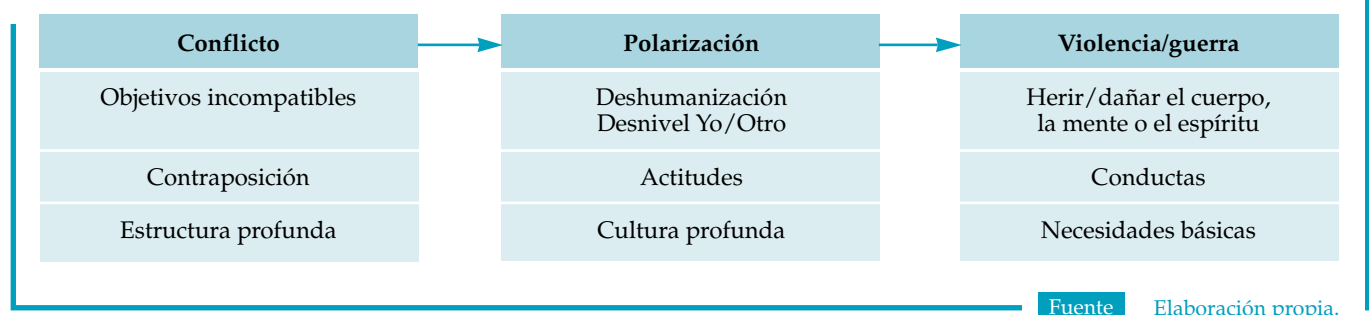 Conflicto
Objetivos incompatibles
Contraposición
Estructura profunda
Polarización
Deshumanización
Desnivel Yo/Otro
Actitudes
Cultura profunda
Violencia/guerra
Herir/dañar el cuerpo,
la mente o el espíritu
Conductas
Necesidades básicas
Fuente Elaboración propia.